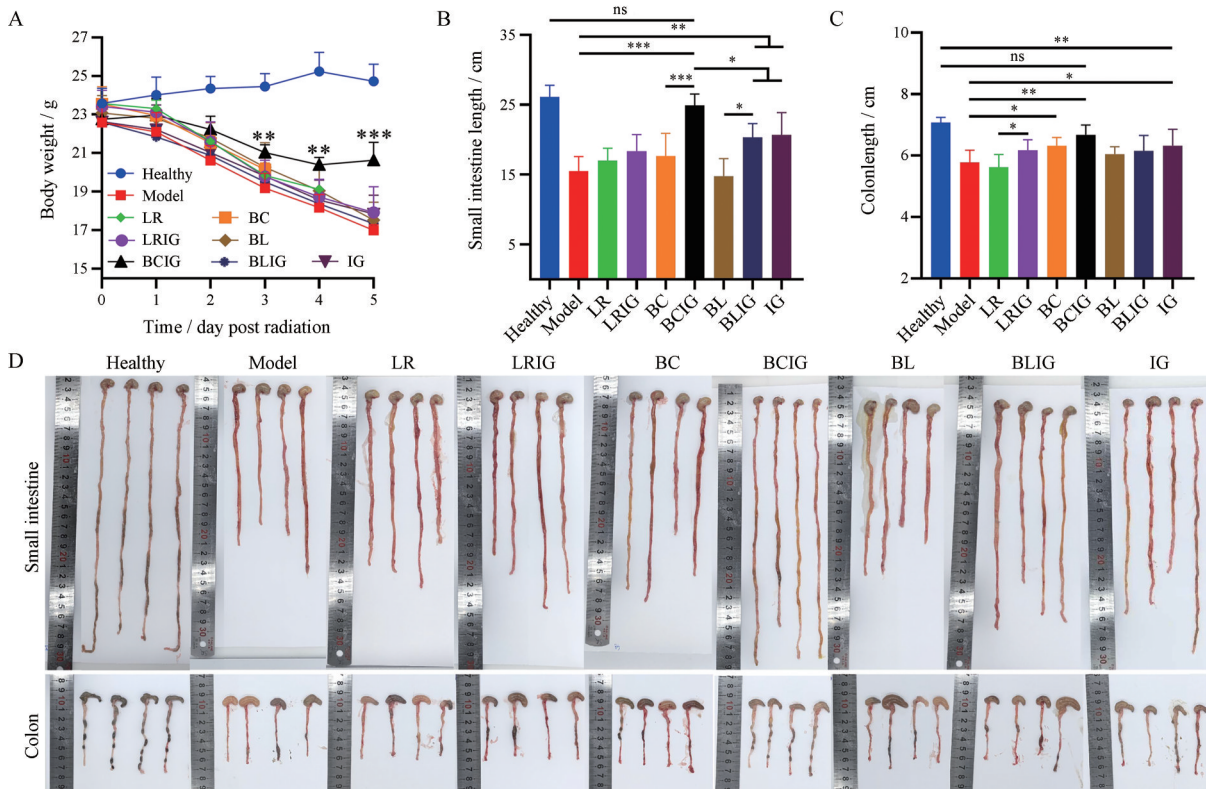 A
Body weight / g
27
25
23
21
19
17
15
0 1 2 3 4 5
Time / day post radiation
**
**
***
Healthy
Model
LR
BC
LRIG
BL
BCIG
BLIG
IG
B
Small intestine length / cm
35
25
15
5
ns
**
***
*
***
*
Healthy
Model
LR
LRIG
BC
BCIG
BL
BLIG
IG
C
Colonlength / cm
10
8
6
4
2
**
ns
*
**
*
*
Healthy
Model
LR
LRIG
BC
BCIG
BL
BLIG
IG
D
Healthy Model LR LRIG BC BCIG BL BLIG IG
Small intestine
Colon